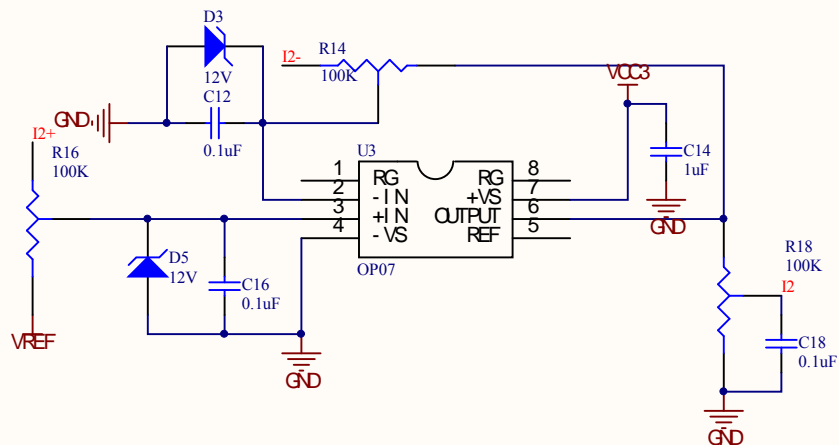 D3
12V
I2-
R14
100K
VCC3
GND
C12
0.1uF
I2+
R16
100K
U3
C14
1uF
1
RG
RG
8
2
-IN
+VS
7
3
+IN
OUTPUT
6
4
-VS
REF
5
OP07
GND
D5
12V
C16
0.1uF
R18
100K
I2
VREF
GND
C18
0.1uF
GND